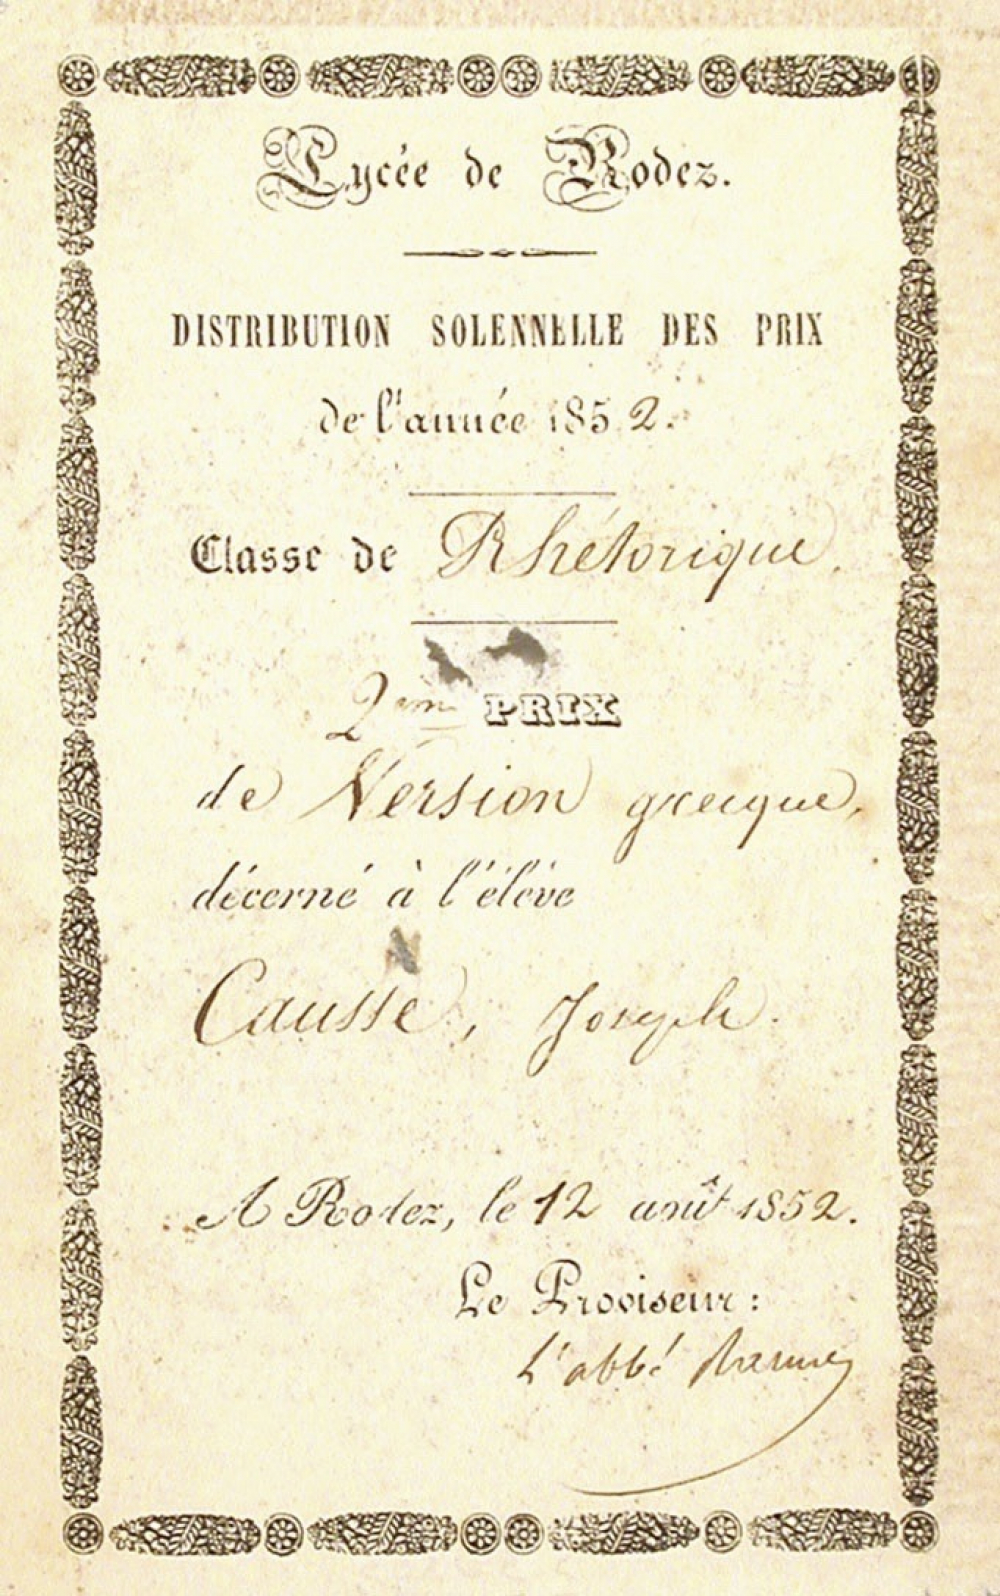 Lycée de Rodez.
DISTRIBUTION SOLENNELLE DES PRIX
de l'année 1852.
Classe de Rhétorique.
2ème PRIX
de Version grecque,
décerné à l'élève
Causse, Joseph.
A Rodez, le 12 août 1852.
Le Proviseur :
L'abbé